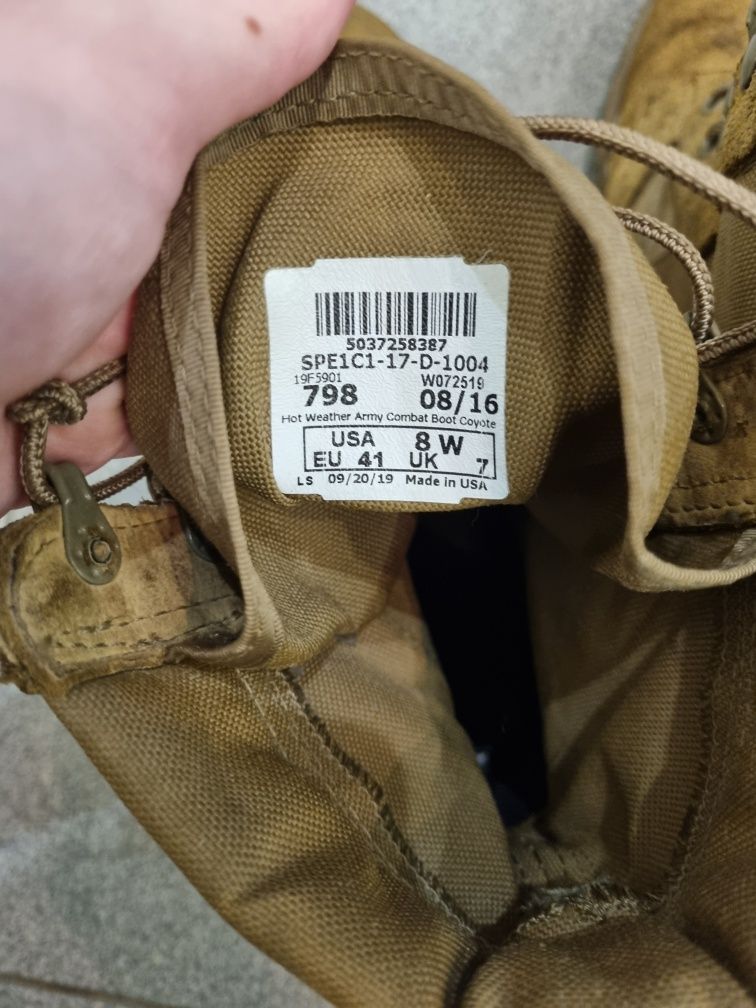 5037258387
SPE1C1-17-D-1004
19F5901 W072519
798 08/16
Hot Weather Army Combat Boot Coyote
USA 8 W
EU 41 UK 7
LS 09/20/19 Made in USA